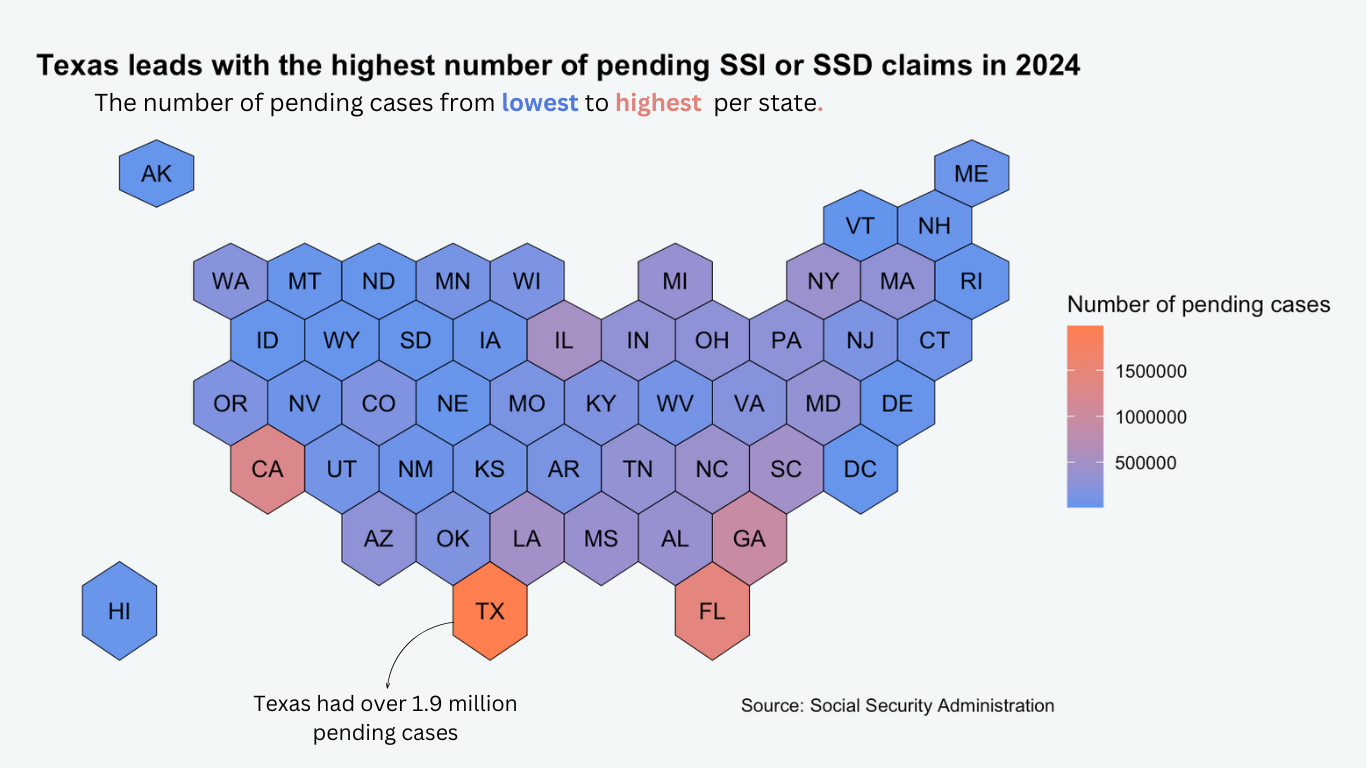 Texas leads with the highest number of pending SSI or SSD claims in 2024
The number of pending cases from lowest to highest per state.
AK
ME
VT NH
WA MT ND MN WI MI NY MA RI
ID WY SD IA IL IN OH PA NJ CT
OR NV CO NE MO KY WV VA MD DE
CA UT NM KS AR TN NC SC DC
AZ OK LA MS AL GA
HI TX FL
Number of pending cases
1500000
1000000
500000
Texas had over 1.9 million
pending cases
Source: Social Security Administration